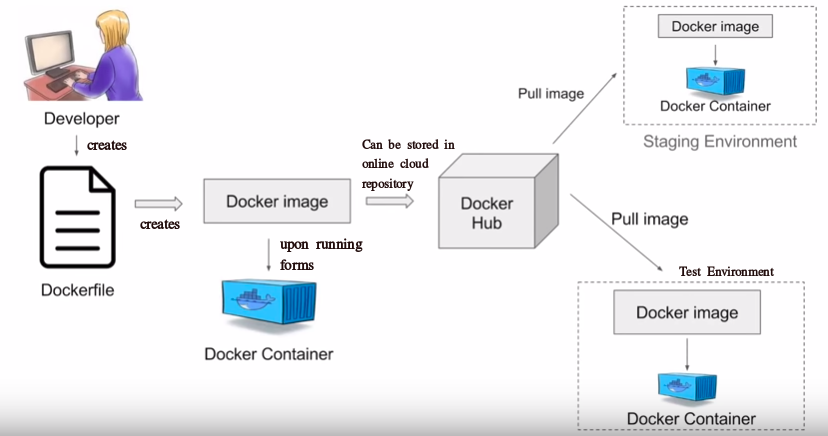 Developer
creates
Dockerfile
creates
Docker image
upon running
forms
Docker Container
Can be stored in
online cloud
repository
Docker
Hub
Pull image
Docker image
Docker Container
Staging Environment
Pull image
Test Environment
Docker image
Docker Container